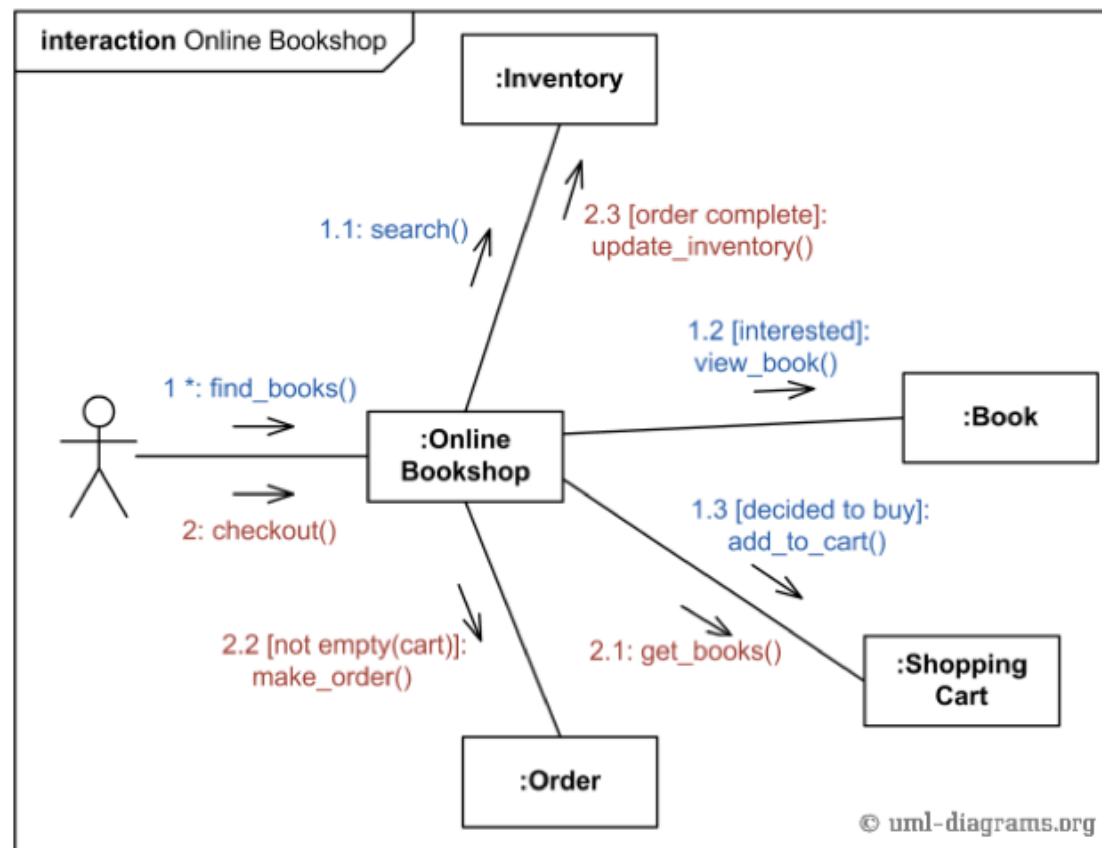 interaction Online Bookshop
:Inventory
1.1: search()
2.3 [order complete]:
update_inventory()
1.2 [interested]:
view_book()
1 *: find_books()
:Online
Bookshop
:Book
2: checkout()
1.3 [decided to buy]:
add_to_cart()
2.2 [not empty(cart)]:
make_order()
2.1: get_books()
:Shopping
Cart
:Order
© uml-diagrams.org